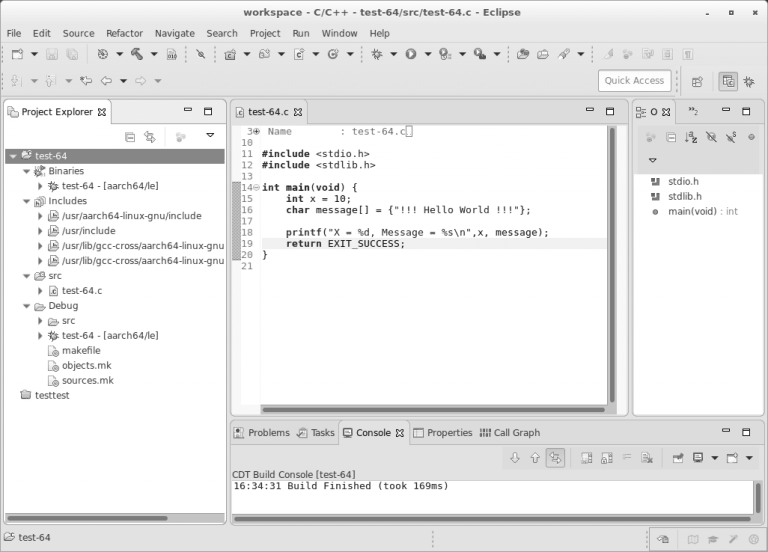 workspace - C/C++ - test-64/src/test-64.c - Eclipse
File Edit Source Refactor Navigate Search Project Run Window Help
Quick Access
Project Explorer
test-64
Binaries
test-64 - [aarch64/le]
Includes
/usr/aarch64-linux-gnu/include
/usr/include
/usr/lib/gcc-cross/aarch64-linux-gnu
/usr/lib/gcc-cross/aarch64-linux-gnu
src
test-64.c
Debug
src
test-64 - [aarch64/le]
makefile
objects.mk
sources.mk
testtest
test-64.c
3 Name : test-64.c
10
11 #include <stdio.h>
12 #include <stdlib.h>
13
14 int main(void) {
15 int x = 10;
16 char message[] = {"!!! Hello World !!!"};
17
18 printf("X = %d, Message = %s\n",x, message);
19 return EXIT_SUCCESS;
20 }
21
O »2
stdio.h
stdlib.h
main(void) : int
Problems Tasks Console Properties Call Graph
CDT Build Console [test-64]
16:34:31 Build Finished (took 169ms)
test-64